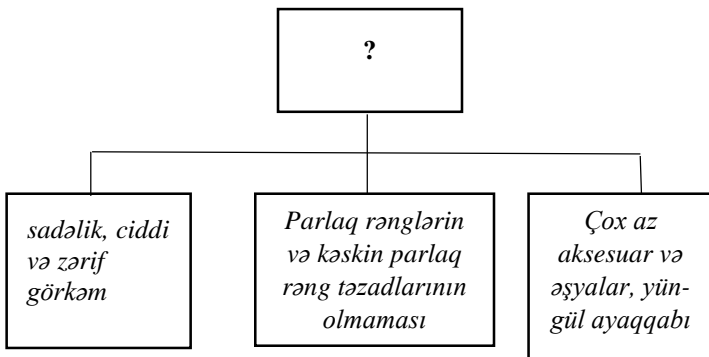 ?
sadəlik, ciddi
və zərif
görkəm
Parlaq rənglərin
və kəskin parlaq
rəng təzadlarının
olmaması
Çox az
aksesuar və
əşyalar, yün-
gül ayaqqabı